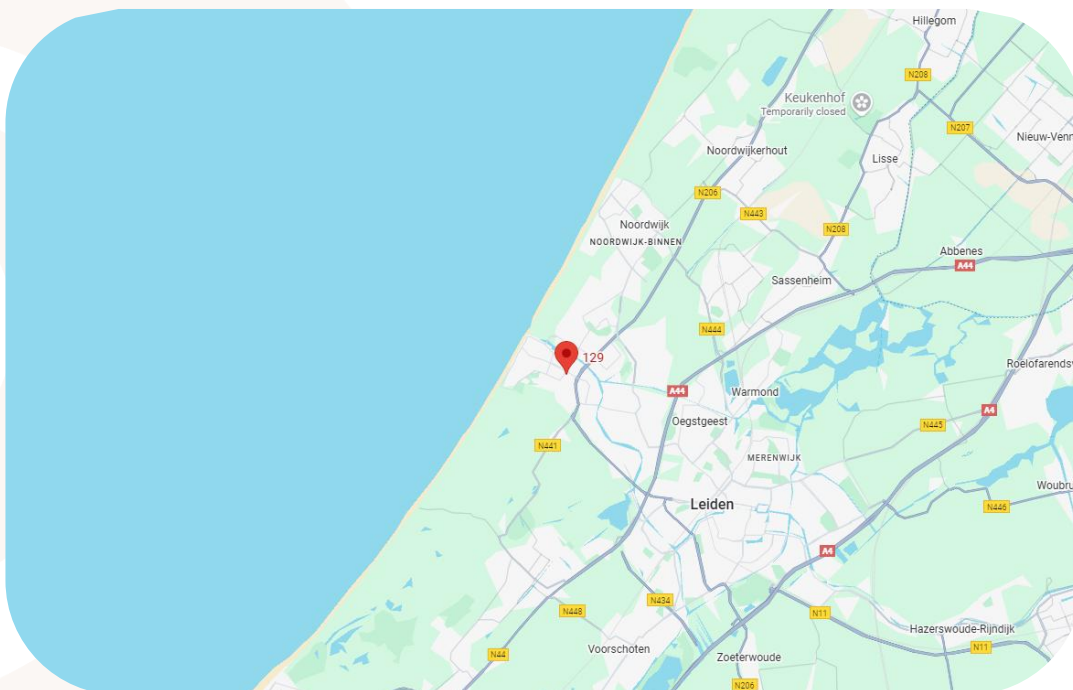 Hillegom
N208
Keukenhof
Temporarily closed
N207
Nieuw-Venn
Noordwijkerhout
Lisse
N206
N443
Noordwijk
N208
NOORDWIJK-BINNEN
Abbenes
A44
Sassenheim
N444
129
Roelofarendsv
A44
Warmond
A4
Oegstgeest
N445
N441
MERENWIJK
Woubru
Leiden
N446
A4
N434
N448
N11
Hazerswoude-Rijndijk
Voorschoten
N44
Zoeterwoude
N11
N206